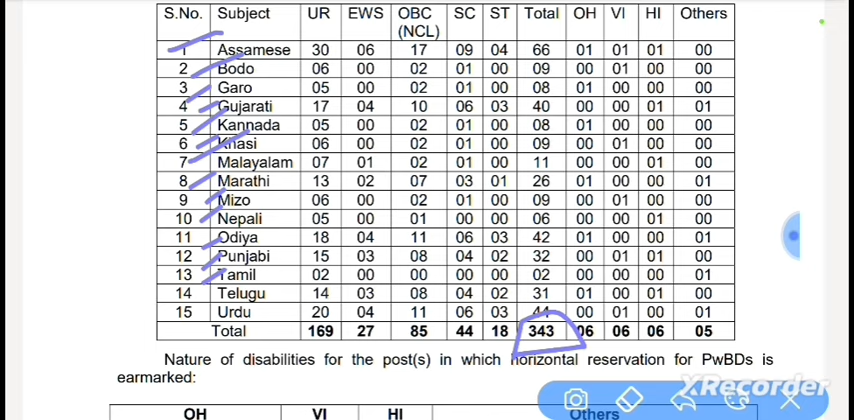 S.No. Subject UR EWS OBC (NCL) SC ST Total OH VI HI Others
1 Assamese 30 06 17 09 04 66 01 01 01 00
2 Bodo 06 00 02 01 00 09 00 01 00 00
3 Garo 05 00 02 01 00 08 01 00 00 00
4 Gujarati 17 04 10 06 03 40 00 00 01 01
5 Kannada 05 00 02 01 00 08 01 00 00 00
6 Khasi 06 00 02 01 00 09 00 01 00 00
7 Malayalam 07 01 02 01 00 11 00 00 01 00
8 Marathi 13 02 07 03 01 26 01 00 00 01
9 Mizo 06 00 02 01 00 09 00 01 00 00
10 Nepali 05 00 01 00 00 06 00 00 01 00
11 Odiya 18 04 11 06 03 42 01 00 00 01
12 Punjabi 15 03 08 04 02 32 00 01 00 00
13 Tamil 02 00 00 00 00 02 00 00 00 01
14 Telugu 14 03 08 04 02 31 01 00 01 00
15 Urdu 20 04 11 06 03 44 00 01 00 01
Total 169 27 85 44 18 343 06 06 06 05
Nature of disabilities for the post(s) in which horizontal reservation for PwBDs is
earmarked:
XRecorder
OH VI HI Others